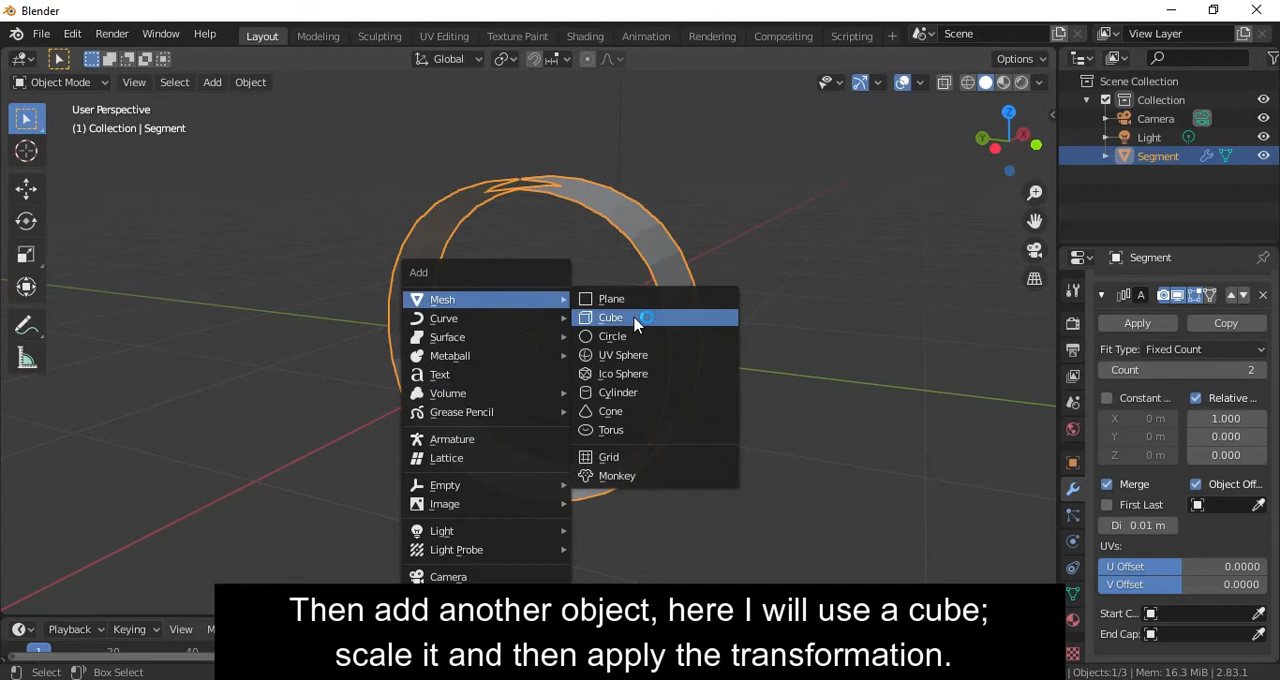 Blender
File Edit Render Window Help
Layout Modeling Sculpting UV Editing Texture Paint Shading Animation Rendering Compositing Scripting +
Scene
View Layer
Global
Options
Object Mode View Select Add Object
User Perspective
(1) Collection | Segment
Z
Y
X
Scene Collection
Collection
Camera
Light
Segment
Segment
A
Apply Copy
Fit Type: Fixed Count
Count 2
Constant ... Relative ...
X 0 m 1.000
Y 0 m 0.000
Z 0 m 0.000
Merge Object Off...
First Last
Di 0.01 m
UVs:
U Offset 0.0000
V Offset 0.0000
Start C...
End Cap:
Add
Mesh
Curve
Surface
Metaball
Text
Volume
Grease Pencil
Armature
Lattice
Empty
Image
Light
Light Probe
Camera
Plane
Cube
Circle
UV Sphere
Ico Sphere
Cylinder
Cone
Torus
Grid
Monkey
Then add another object, here I will use a cube;
scale it and then apply the transformation.
Playback Keying View M
1 20 40
Select Box Select
Objects:1/3 | Mem: 16.3 MiB | 2.83.1